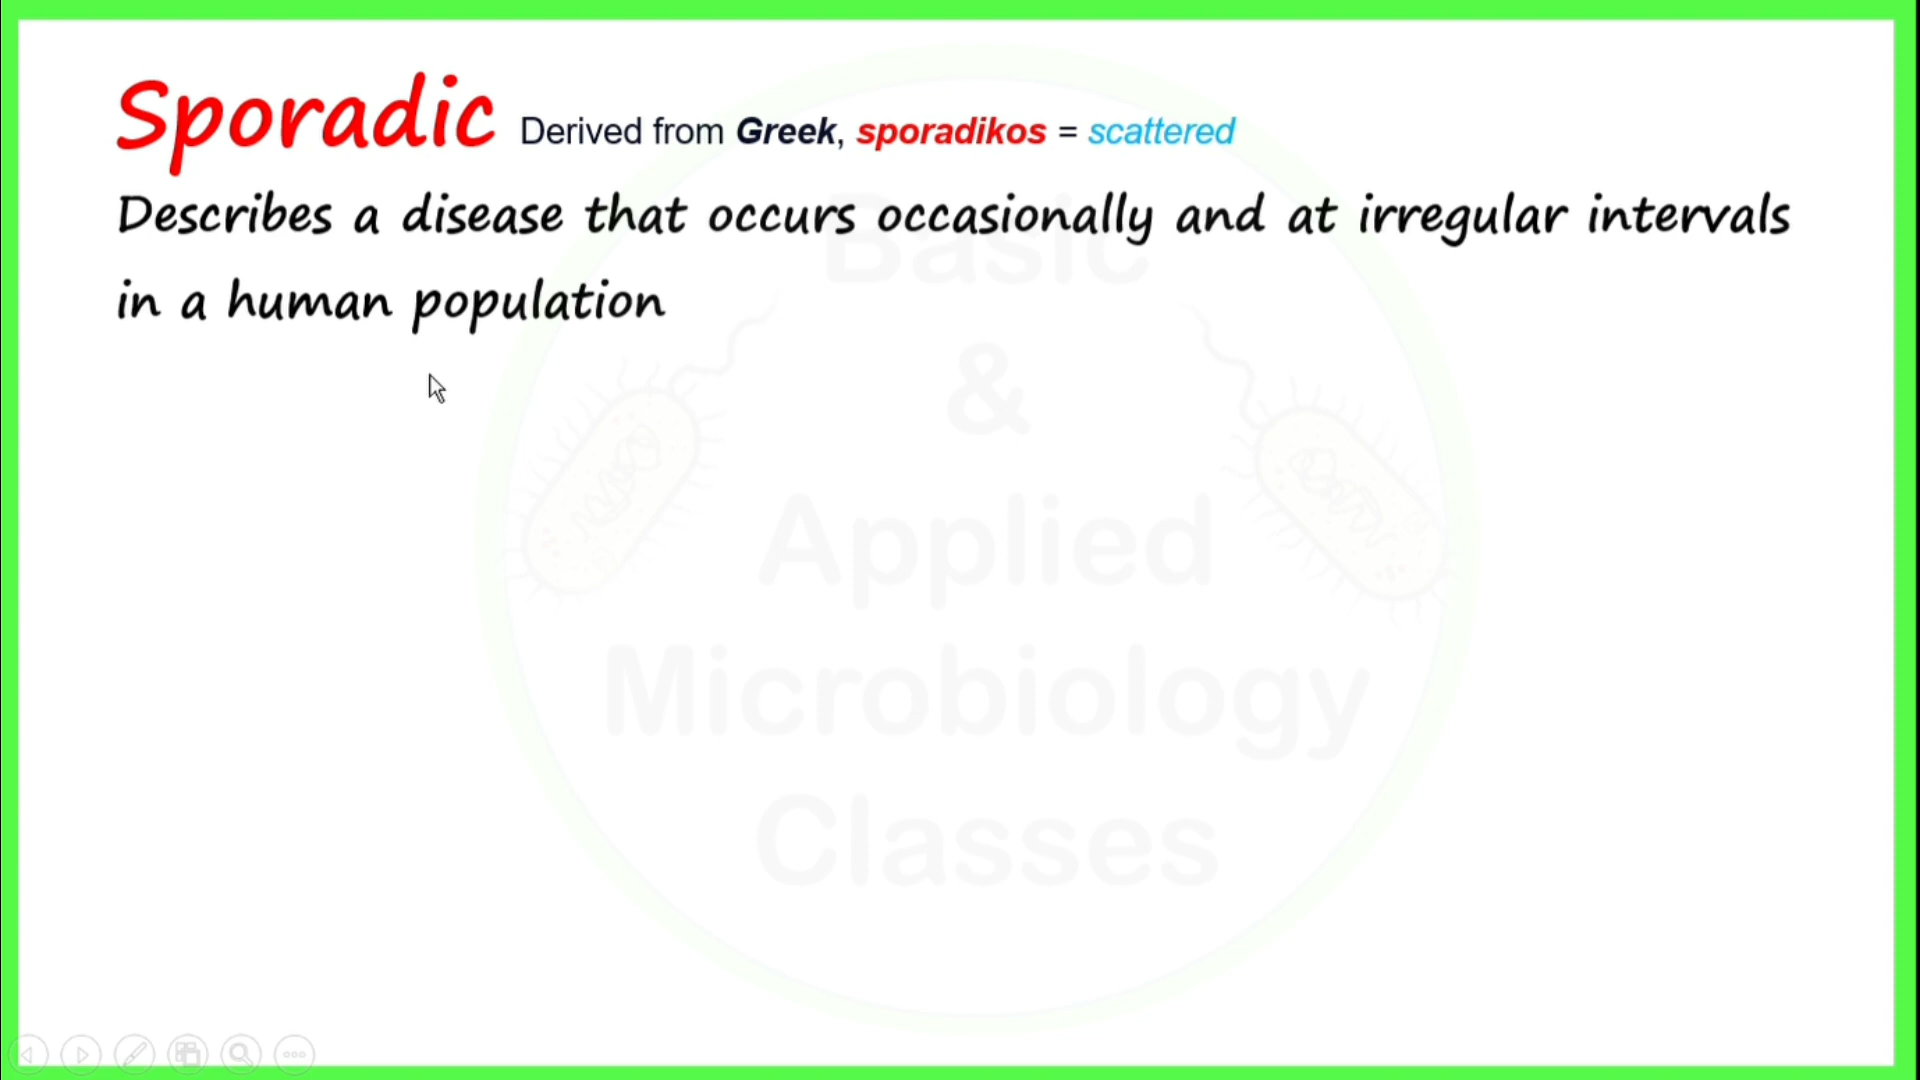 Sporadic Derived from Greek, sporadikos = scattered
Describes a disease that occurs occasionally and at irregular intervals
in a human population
Basic
&
Applied
Microbiology
Classes